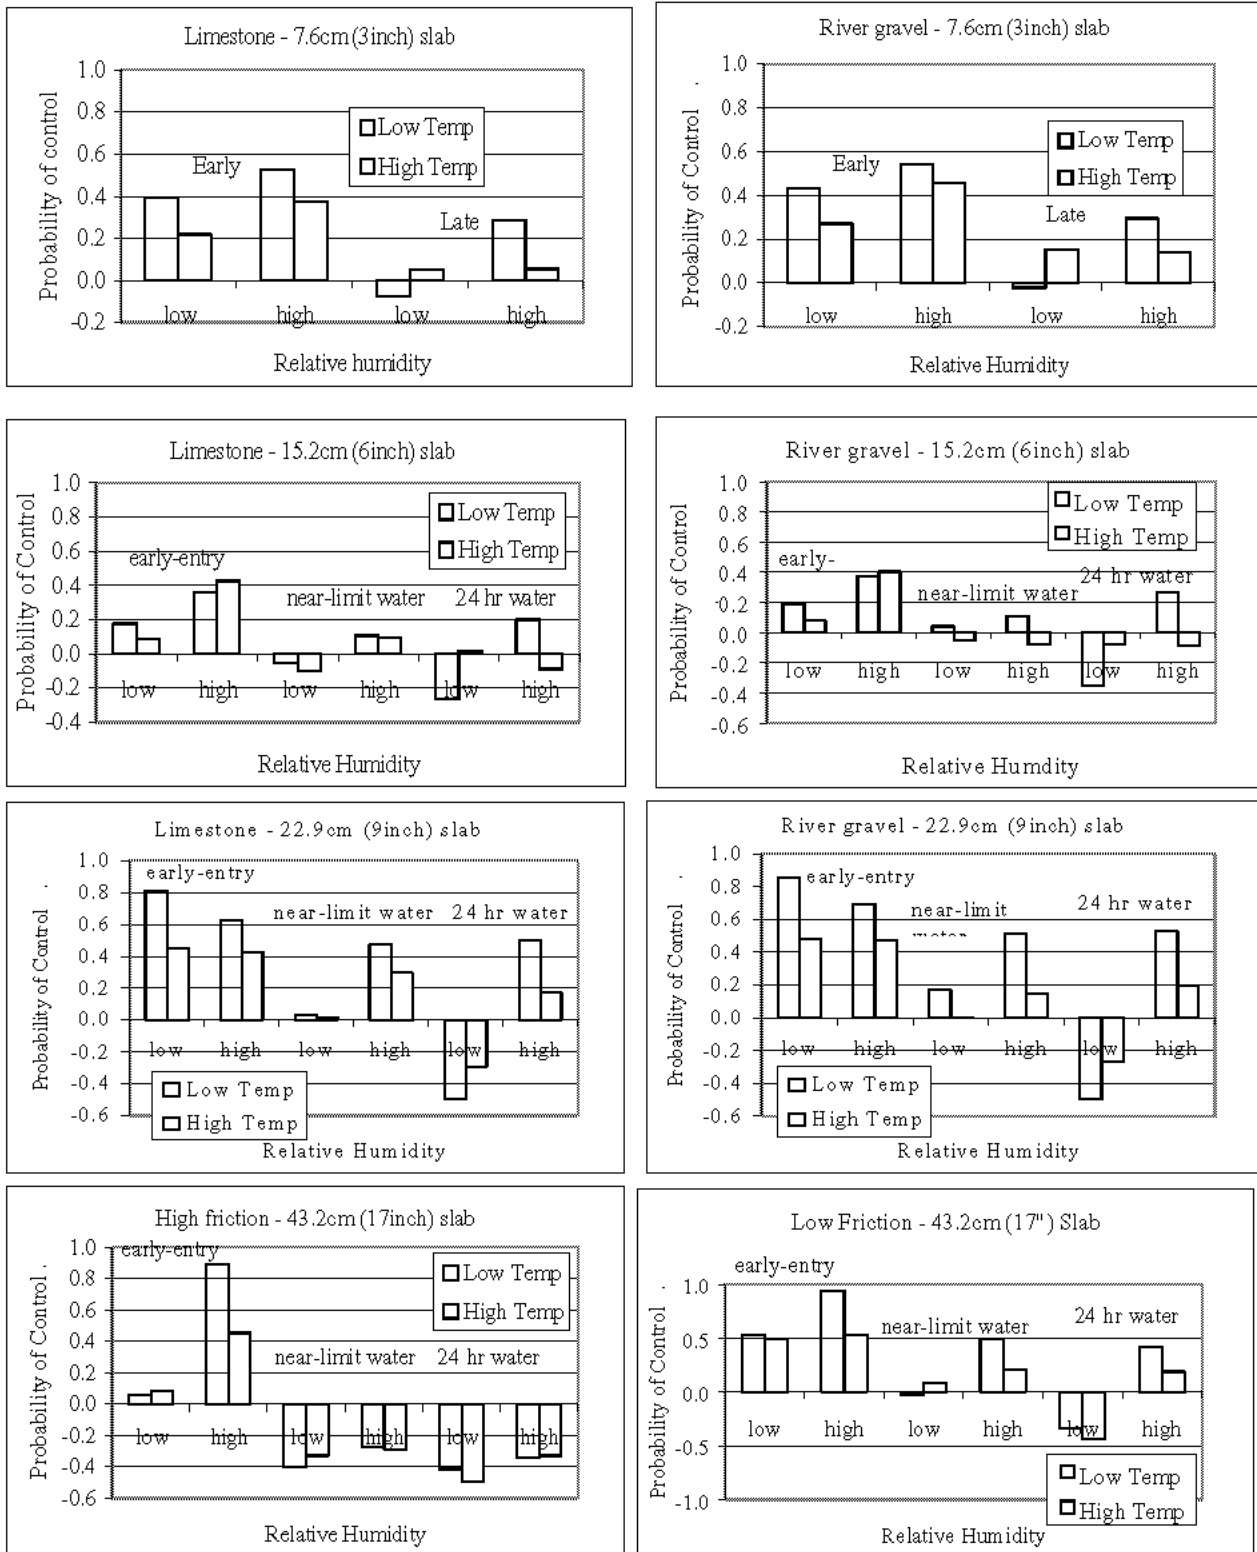 Limestone - 7.6cm (3inch) slab
Probability of control
1.0
0.8
0.6
0.4
0.2
0.0
-0.2
Low Temp
High Temp
Early
Late
low
high
low
high
Relative humidity
River gravel - 7.6cm (3inch) slab
Probability of Control .
1.0
0.8
0.6
0.4
0.2
0.0
-0.2
Low Temp
High Temp
Early
Late
low
high
low
high
Relative Humidity
Limestone - 15.2cm (6inch) slab
Probability of Control
1.0
0.8
0.6
0.4
0.2
0.0
-0.2
-0.4
Low Temp
High Temp
early-entry
near-limit water
24 hr water
low
high
low
high
low
high
Relative Humidity
River gravel - 15.2cm (6inch) slab
Probability of Control
1.0
0.8
0.6
0.4
0.2
0.0
-0.2
-0.4
-0.6
Low Temp
High Temp
early-
near-limit water
24 hr water
low
high
low
high
low
high
Relative Humdity
Limestone - 22.9cm (9inch) slab
Probability of Control .
1.0
0.8
0.6
0.4
0.2
0.0
-0.2
-0.4
-0.6
early-entry
near-limit water
24 hr water
low
high
low
high
low
high
Low Temp
High Temp
Relative Humidity
River gravel - 22.9cm (9inch) slab
Probability of Control .
1.0
0.8
0.6
0.4
0.2
0.0
-0.2
-0.4
-0.6
early-entry
near-limit
24 hr water
low
high
low
high
low
high
Low Temp
High Temp
Relative Humidity
High friction - 43.2cm (17inch) slab
Probability of Control .
1.0
0.8
0.6
0.4
0.2
0.0
-0.2
-0.4
-0.6
early-entry
Low Temp
High Temp
near-limit water
24 hr water
low
high
low
high
low
high
Relative Humidity
Low Friction - 43.2cm (17") Slab
Probability of Control .
1.0
0.5
0.0
-0.5
-1.0
early-entry
near-limit water
24 hr water
low
high
low
high
low
high
Low Temp
High Temp
Relative Humidity